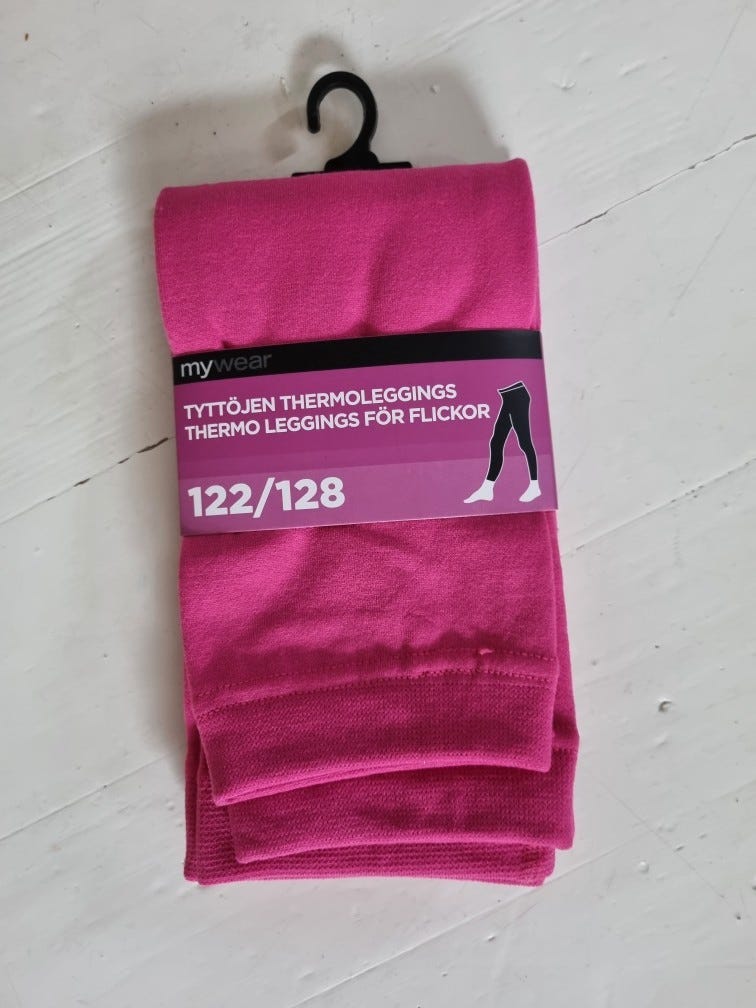 mywear
TYTTÖJEN THERMOLEGGINGS
THERMO LEGGINGS FÖR FLICKOR
122/128